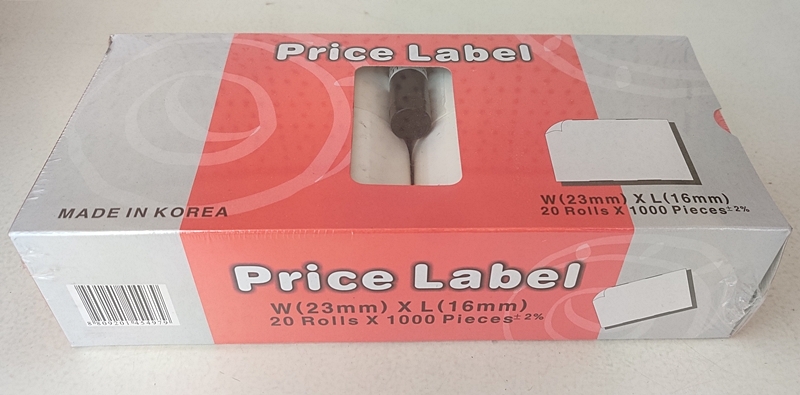 Price Label
MADE IN KOREA
W(23mm) X L(16mm)
20 Rolls X 1000 Pieces±2%
Price Label
W(23mm) X L(16mm)
20 Rolls X 1000 Pieces±2%